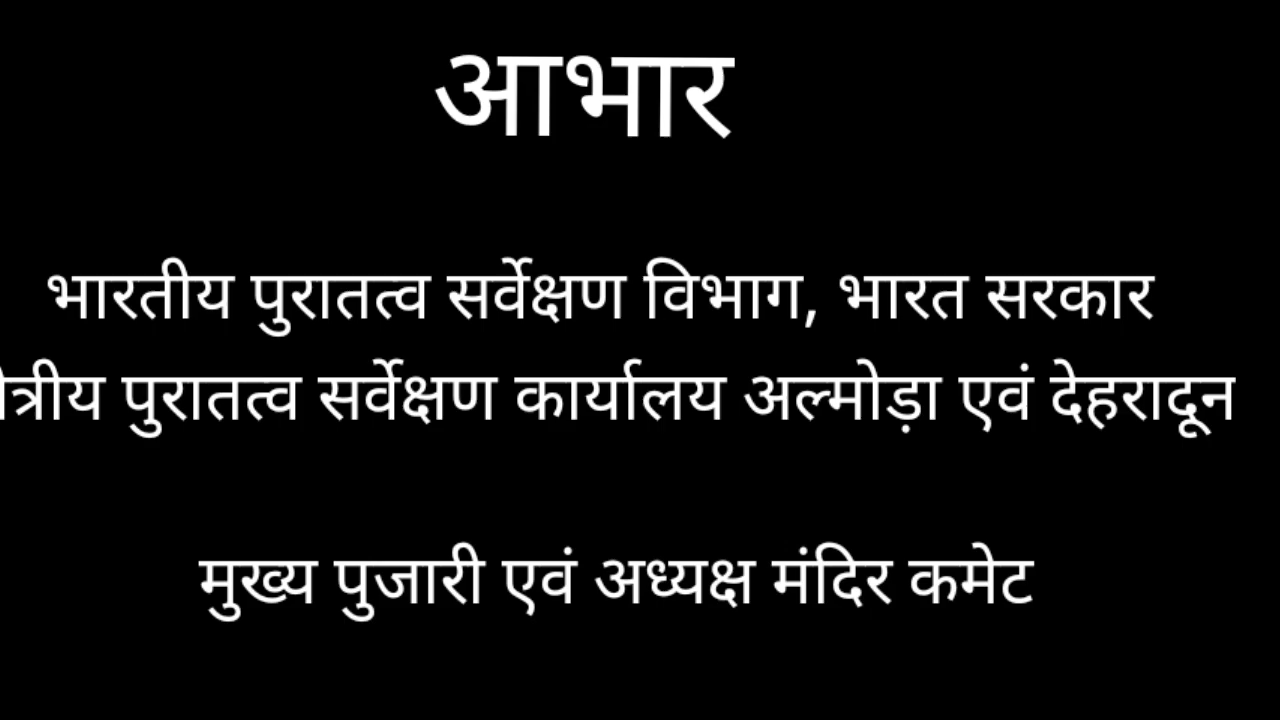 आभार
भारतीय पुरातत्व सर्वेक्षण विभाग, भारत सरकार
पुरातत्व सर्वेक्षण कार्यालय अल्मोड़ा एवं देहरादून
मुख्य पुजारी एवं अध्यक्ष मंदिर कमेट